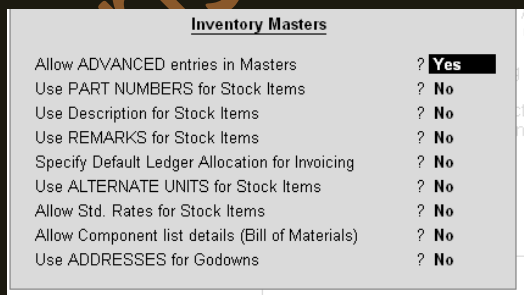 Inventory Masters
Allow ADVANCED entries in Masters ? Yes
Use PART NUMBERS for Stock Items ? No
Use Description for Stock Items ? No
Use REMARKS for Stock Items ? No
Specify Default Ledger Allocation for Invoicing ? No
Use ALTERNATE UNITS for Stock Items ? No
Allow Std. Rates for Stock Items ? No
Allow Component list details (Bill of Materials) ? No
Use ADDRESSES for Godowns ? No